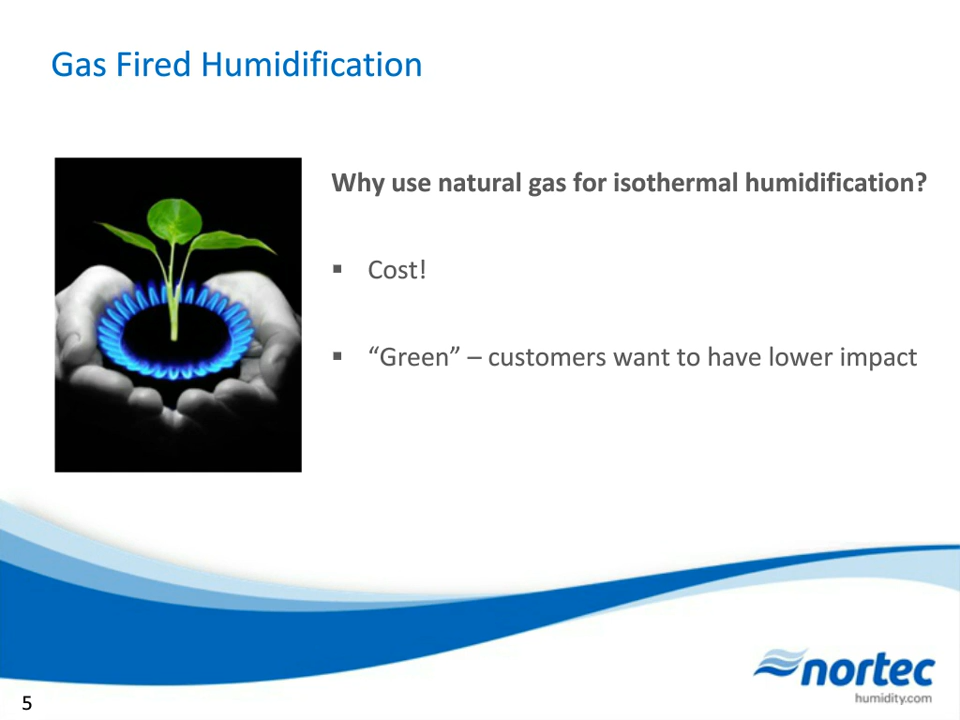 Gas Fired Humidification
Why use natural gas for isothermal humidification?
▪ Cost!
▪ “Green” – customers want to have lower impact
nortec
humidity.com
5